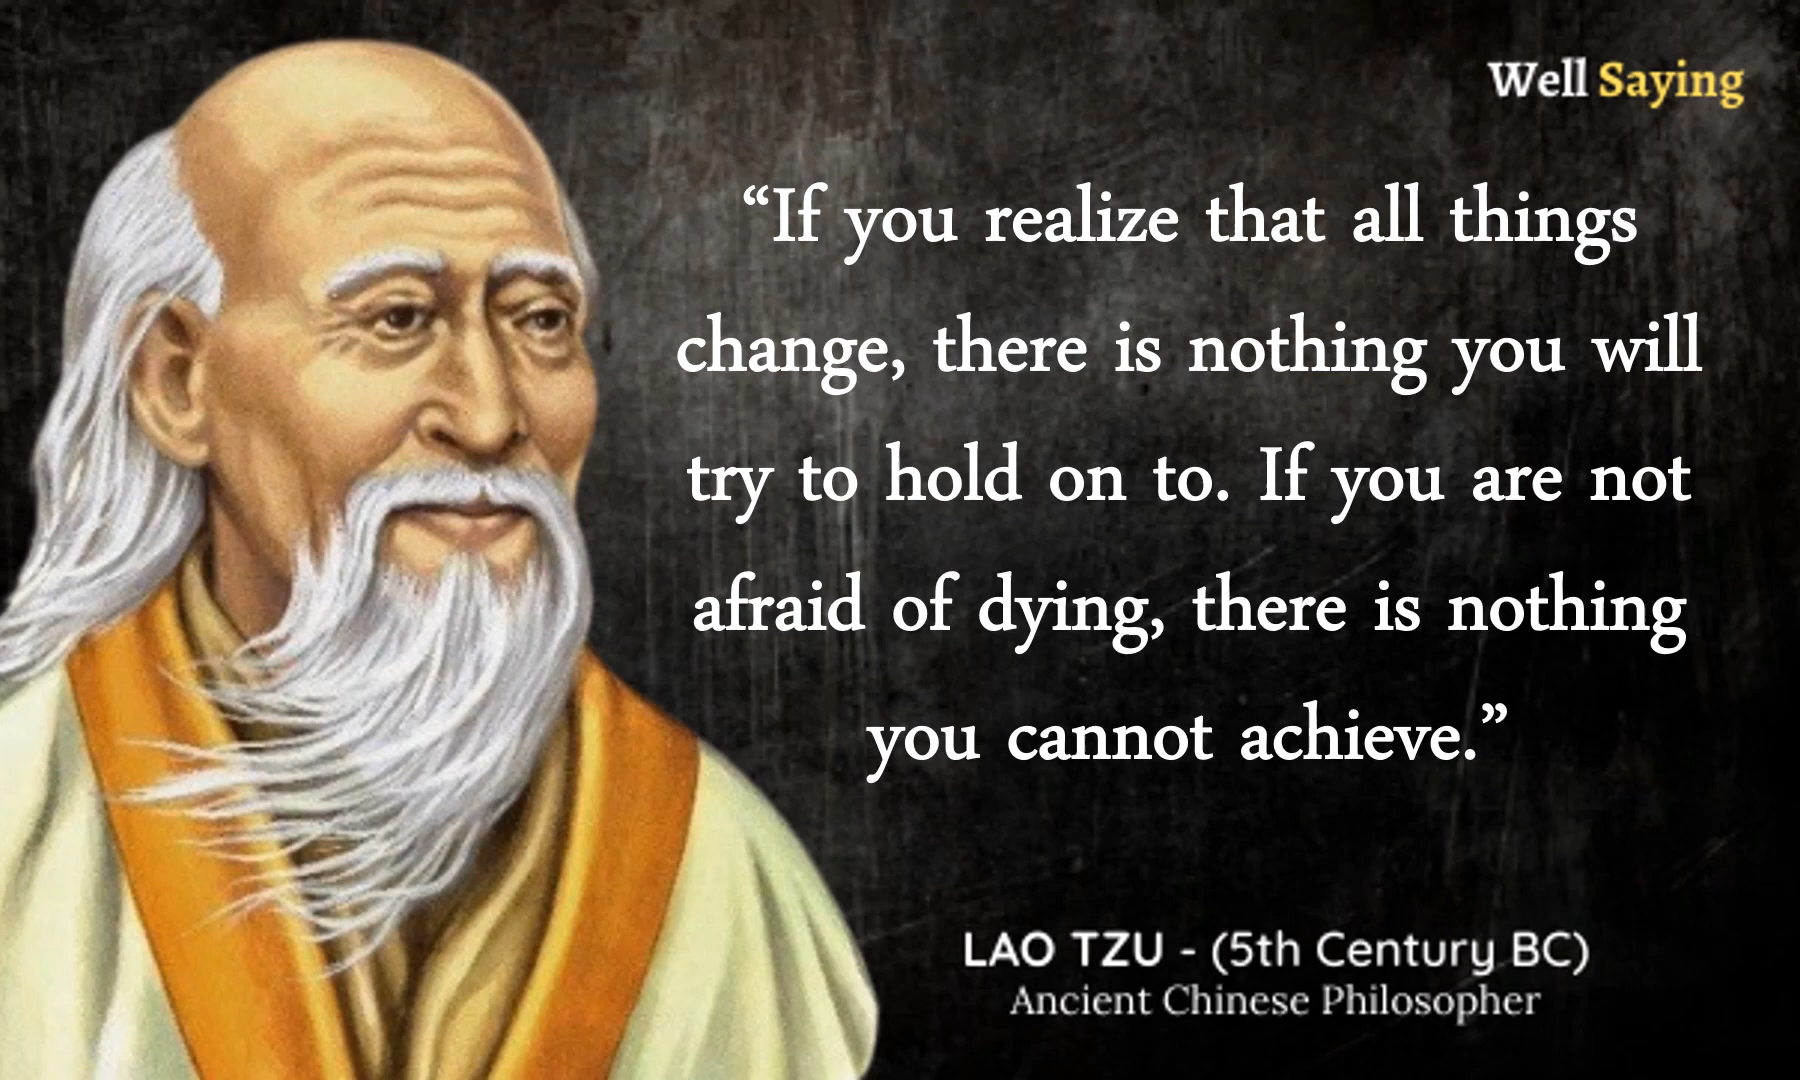 Well Saying
“If you realize that all things
change, there is nothing you will
try to hold on to. If you are not
afraid of dying, there is nothing
you cannot achieve.”
LAO TZU - (5th Century BC)
Ancient Chinese Philosopher